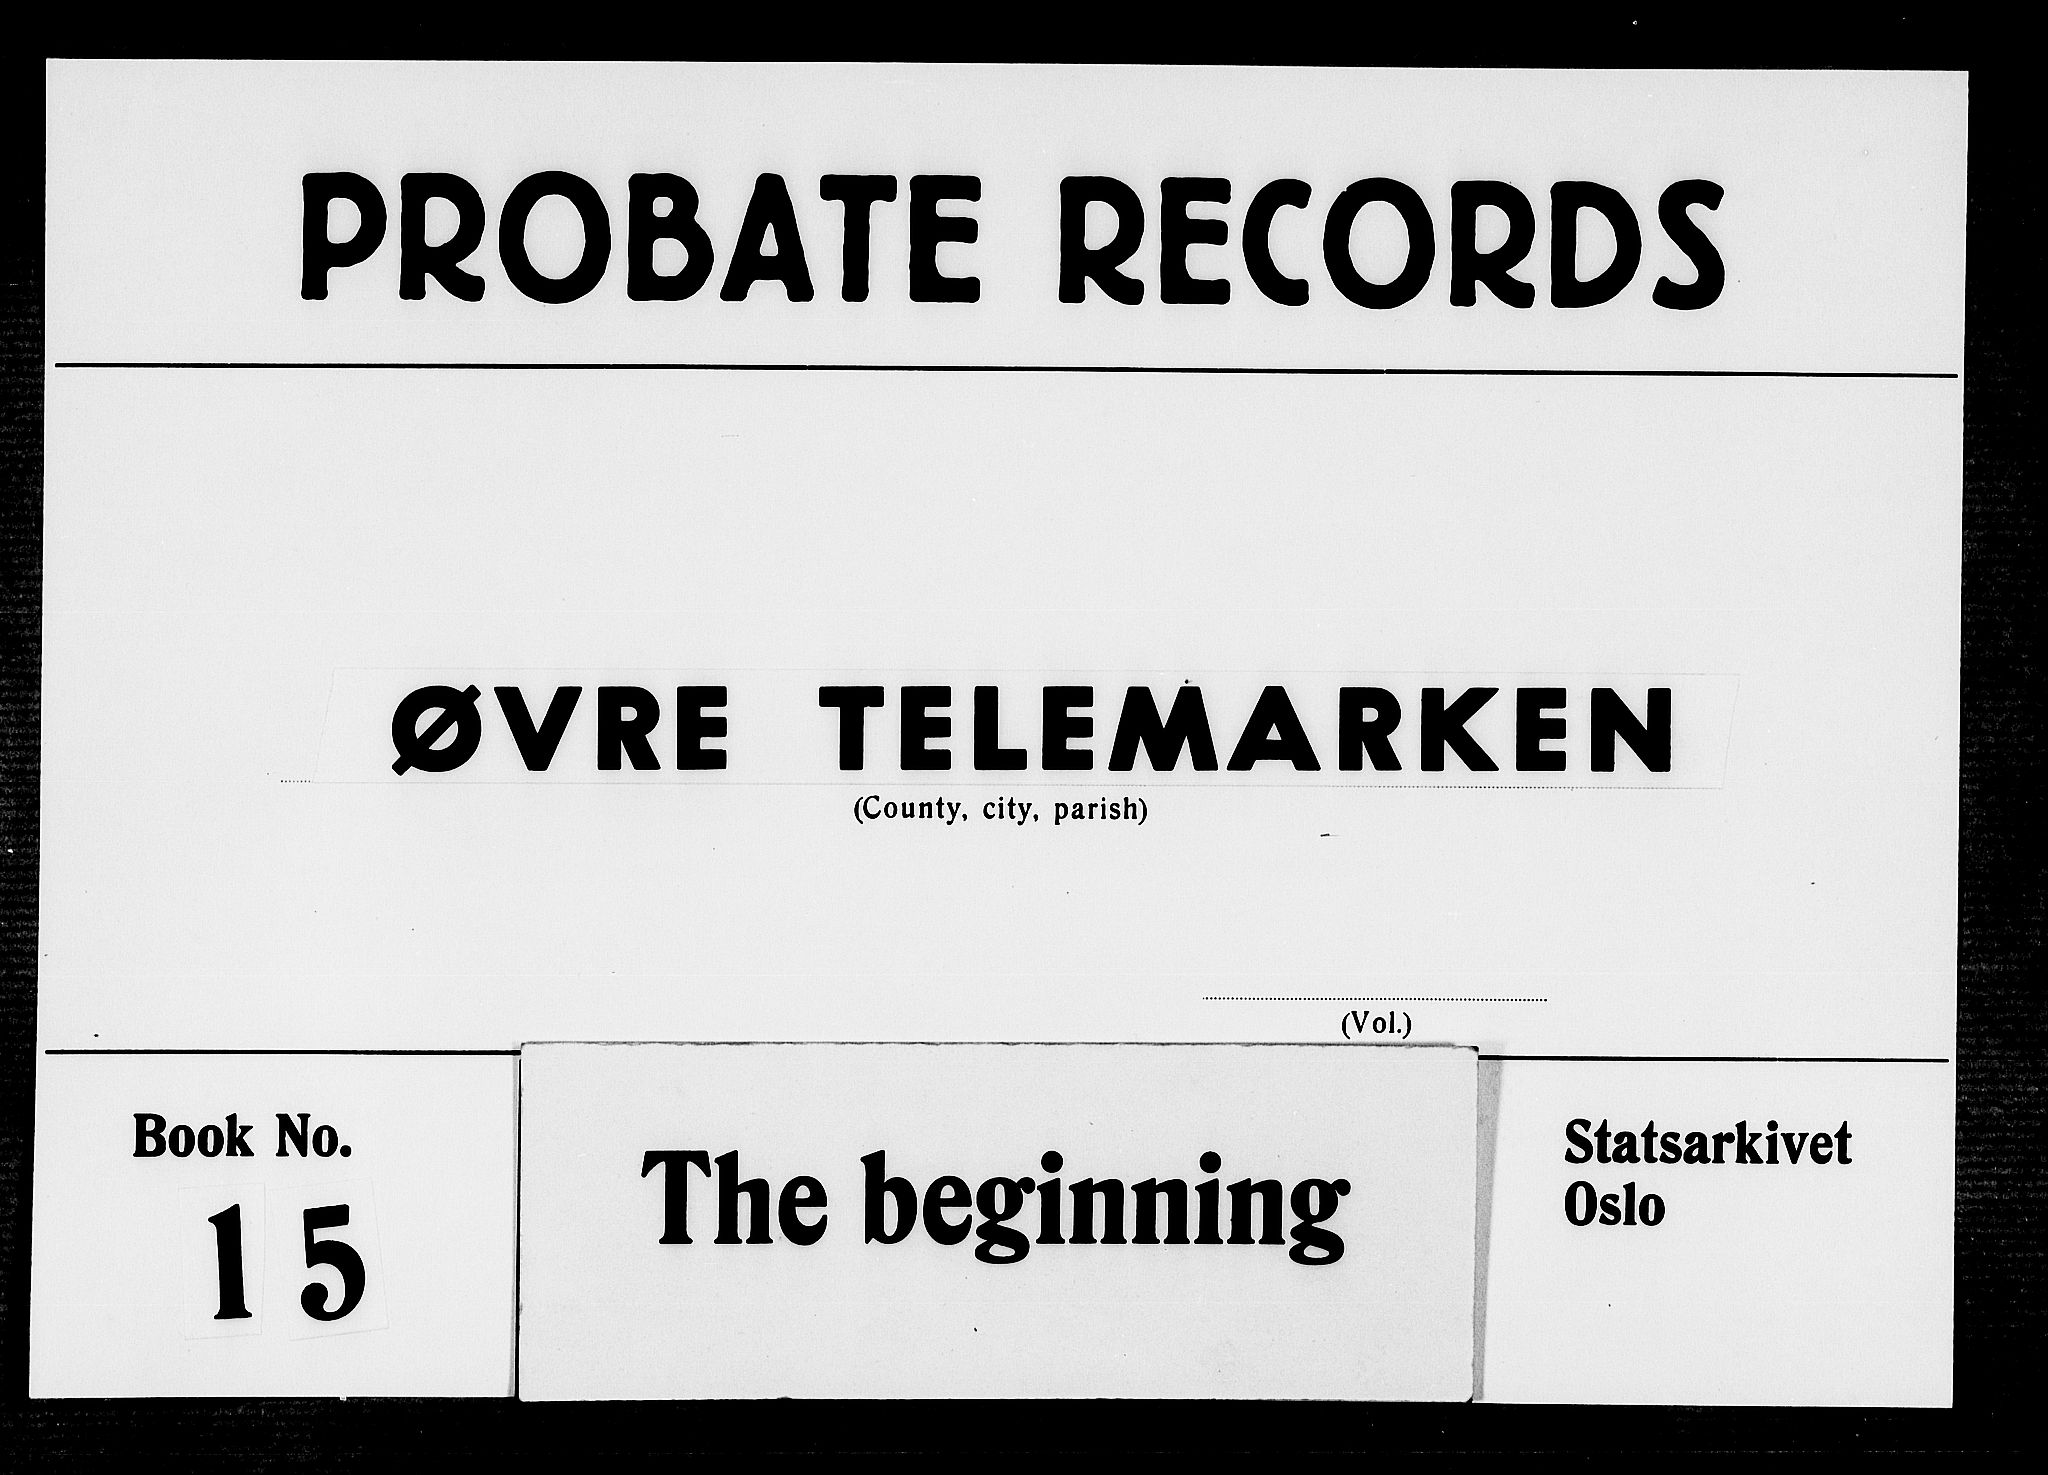 PROBATE RECORDS
ØVRE TELEMARKEN
(County, city, parish)
(Vol.)
Book No.
15
The beginning
Statsarkivet
Oslo